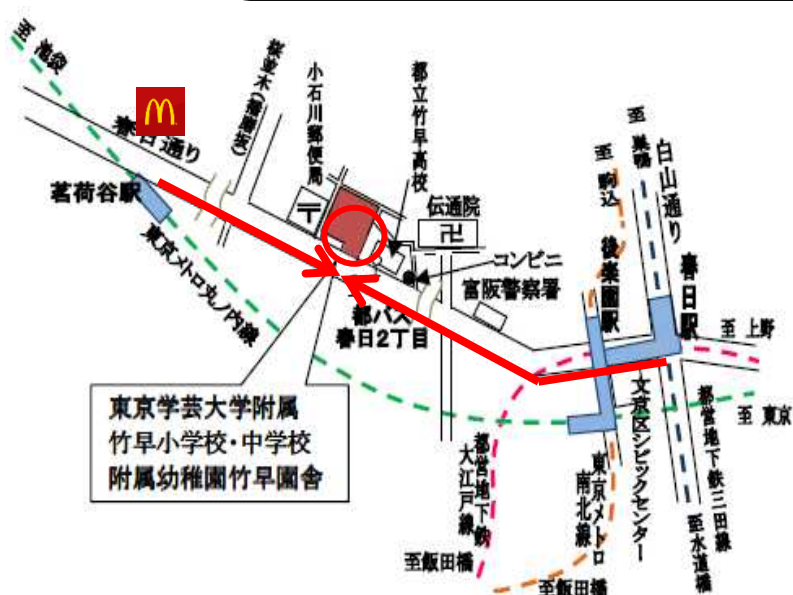 至 池袋
春日通り
茗荷谷駅
東京メトロ丸ノ内線
桜並木(播磨坂)
小石川郵便局
〒
都立竹早高校
伝通院
卍
コンビニ
富阪警察署
都バス
春日2丁目
東京学芸大学附属
竹早小学校・中学校
附属幼稚園竹早園舎
至 駒込
後楽園駅
至 巣鴨
白山通り
春日駅
至 上野
至 東京
文京区シビックセンター
都営地下鉄三田線
至水道橋
都営地下鉄
大江戸線
至飯田橋
東京メトロ
南北線
至飯田橋